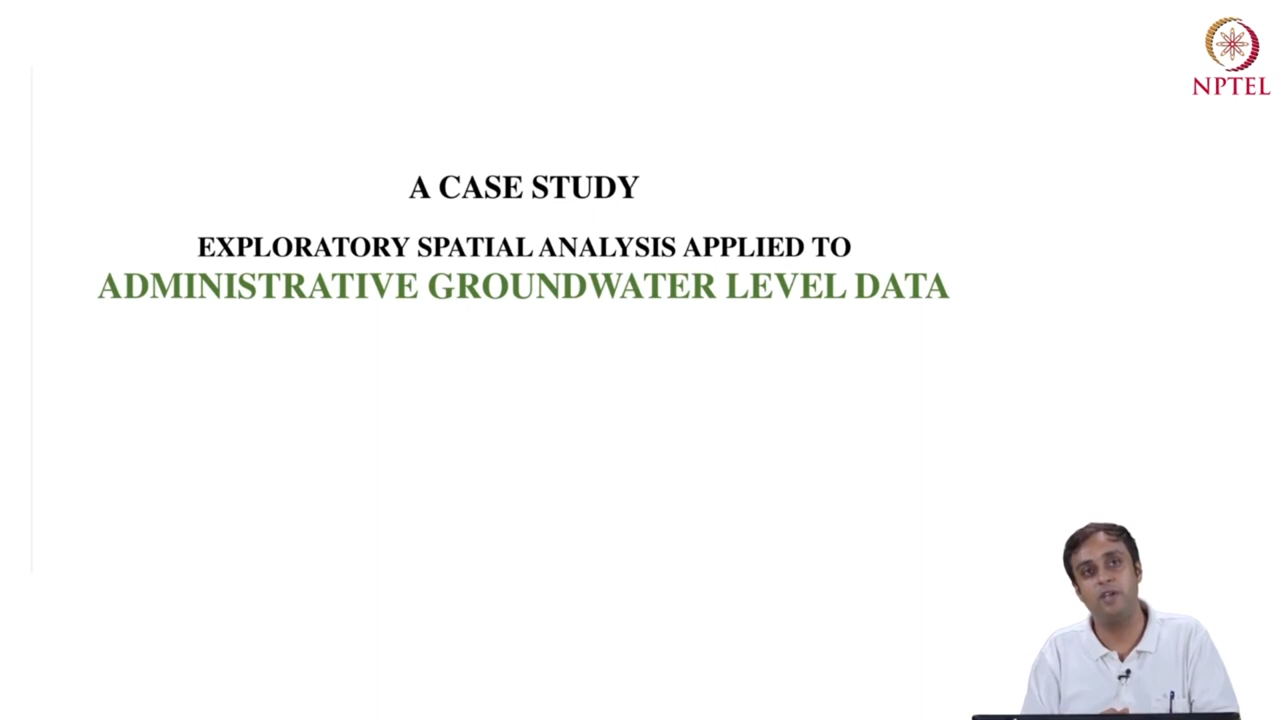 NPTEL
A CASE STUDY
EXPLORATORY SPATIAL ANALYSIS APPLIED TO
ADMINISTRATIVE GROUNDWATER LEVEL DATA